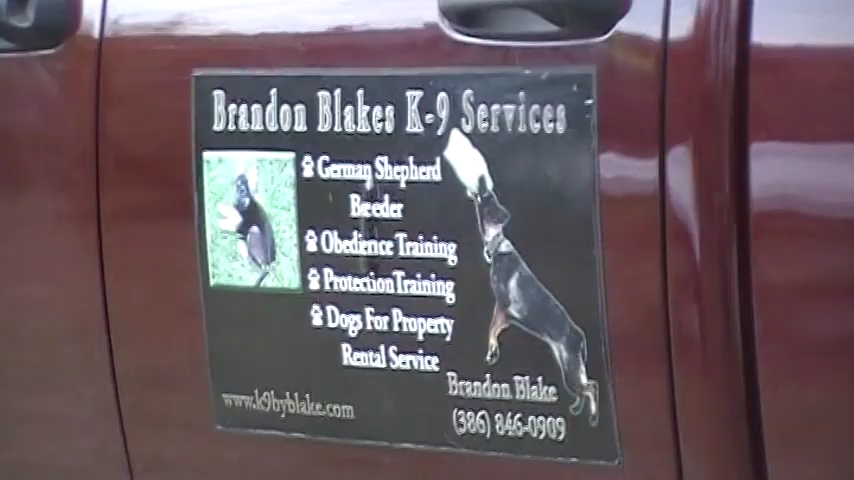 Brandon Blakes K-9 Services
German Shepherd
Breeder
Obedience Training
Protection Training
Dogs For Property
Rental Service
www.k9byblake.com
Brandon Blake
(386) 846-0909